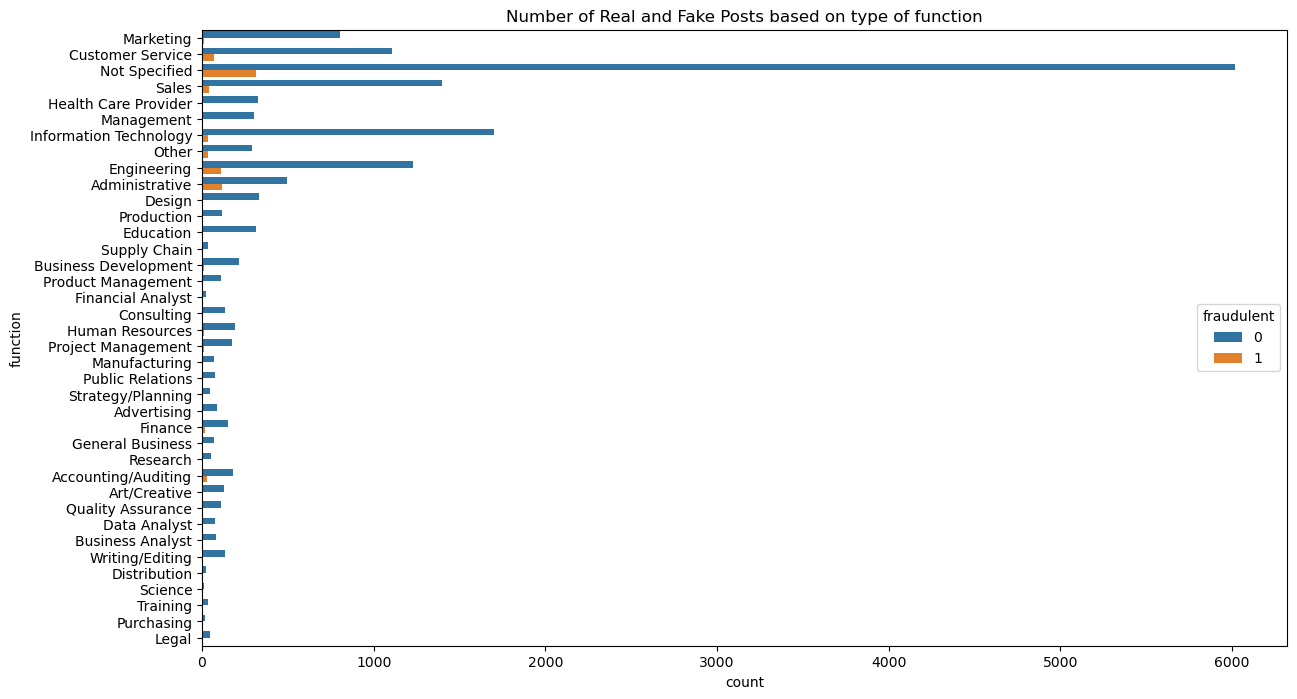 Number of Real and Fake Posts based on type of function
Marketing
Customer Service
Not Specified
Sales
Health Care Provider
Management
Information Technology
Other
Engineering
Administrative
Design
Production
Education
Supply Chain
Business Development
Product Management
Financial Analyst
Consulting
Human Resources
Project Management
Manufacturing
Public Relations
Strategy/Planning
Advertising
Finance
General Business
Research
Accounting/Auditing
Art/Creative
Quality Assurance
Data Analyst
Business Analyst
Writing/Editing
Distribution
Science
Training
Purchasing
Legal
function
fraudulent
0
1
0 1000 2000 3000 4000 5000 6000
count